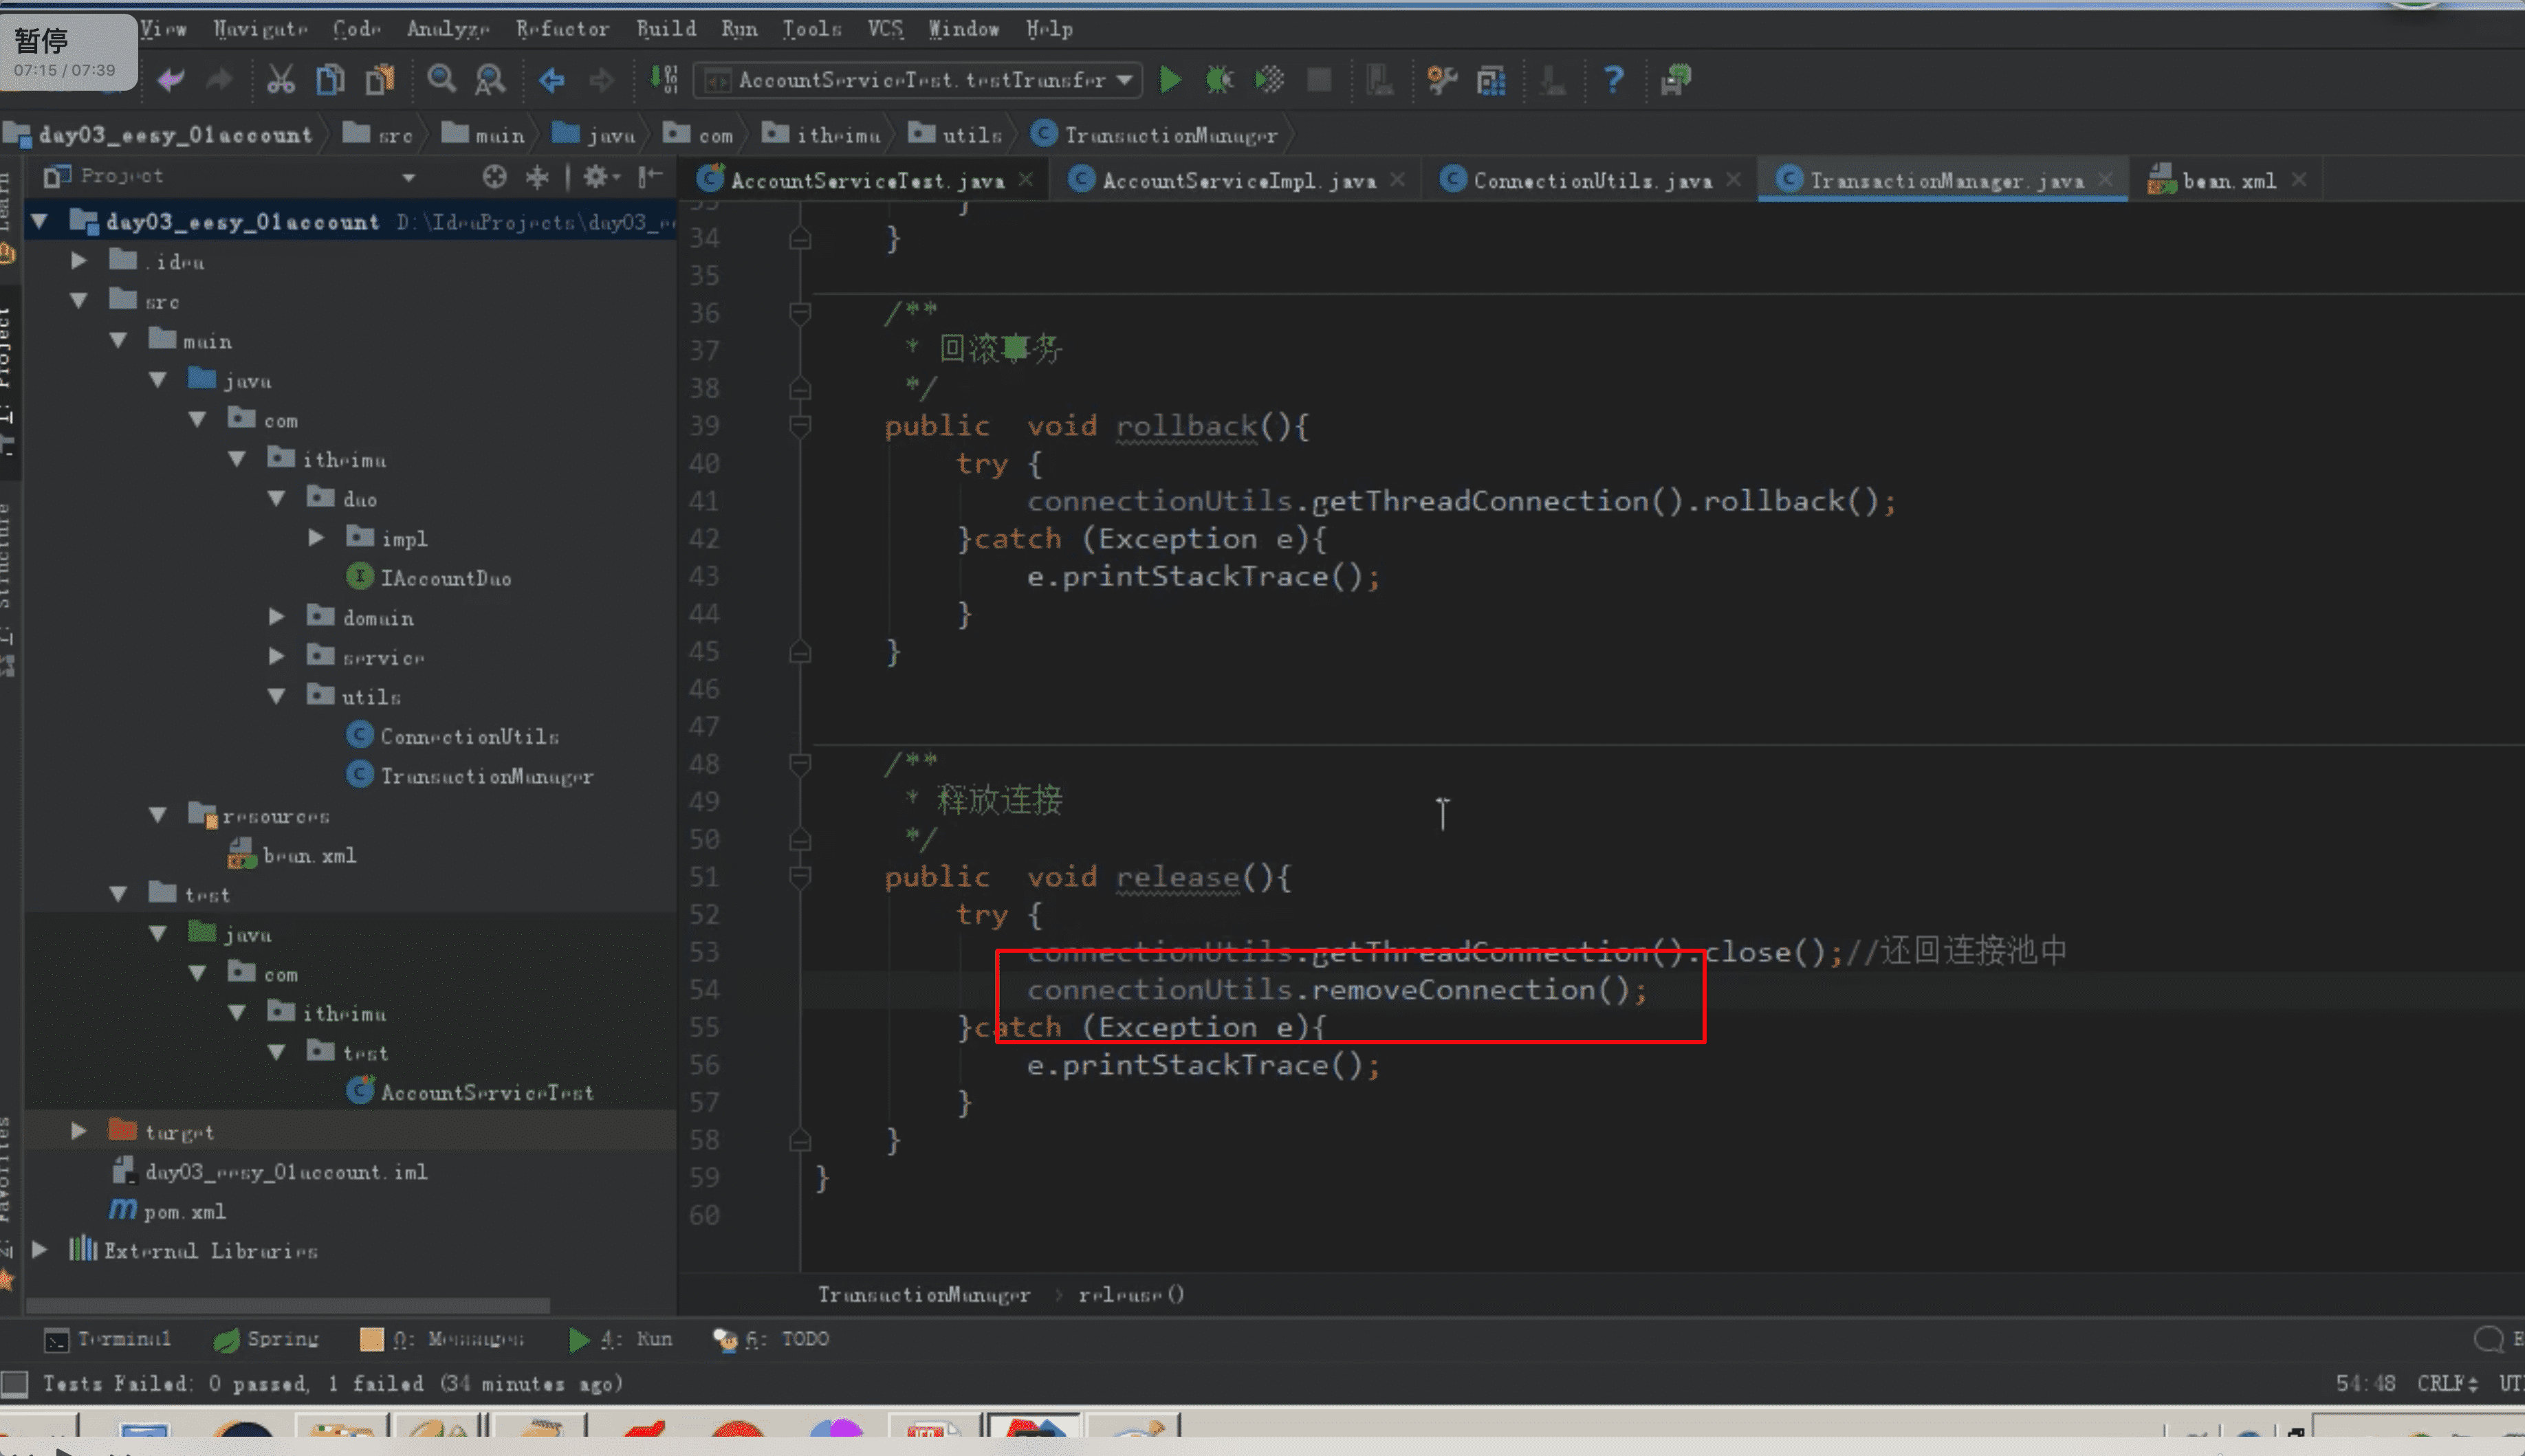 暂停
07:15 / 07:39
View Navigate Code Analyze Refactor Build Run Tools VCS Window Help
AccountServiceTest.testTransfer
day03_eesy_01account src main java com itheima utils TransactionManager
Project
AccountServiceTest.java AccountServiceImpl.java ConnectionUtils.java TransactionManager.java bean.xml
day03_eesy_01account D:\IdeaProjects\day03_e
.idea
src
main
java
com
itheima
dao
impl
IAccountDao
domain
service
utils
ConnectionUtils
TransactionManager
resources
bean.xml
test
java
com
itheima
test
AccountServiceTest
target
day03_eesy_01account.iml
pom.xml
External Libraries
1: Project
Favorites
33 }
34 }
35
36 /**
37 * 回滚事务
38 */
39 public void rollback(){
40 try {
41 connectionUtils.getThreadConnection().rollback();
42 }catch (Exception e){
43 e.printStackTrace();
44 }
45 }
46
47
48 /**
49 * 释放连接
50 */
51 public void release(){
52 try {
53 connectionUtils.getThreadConnection().close();//还回连接池中
54 connectionUtils.removeConnection();
55 }catch (Exception e){
56 e.printStackTrace();
57 }
58 }
59 }
60
TransactionManager release()
Terminal Spring 0: Messages 4: Run 6: TODO
Tests Failed: 0 passed, 1 failed (34 minutes ago)
54:48 CRLF